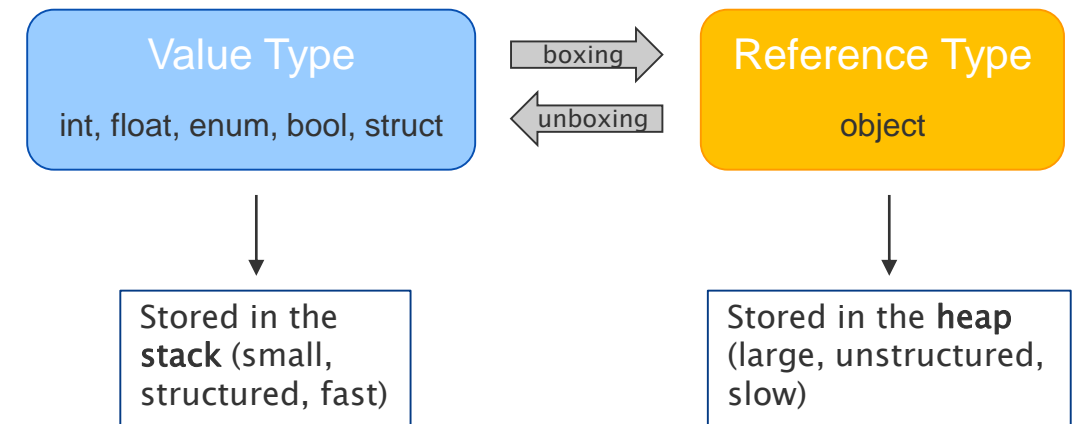 Value Type
int, float, enum, bool, struct
boxing
unboxing
Reference Type
object
Stored in the
stack (small,
structured, fast)
Stored in the heap
(large, unstructured,
slow)